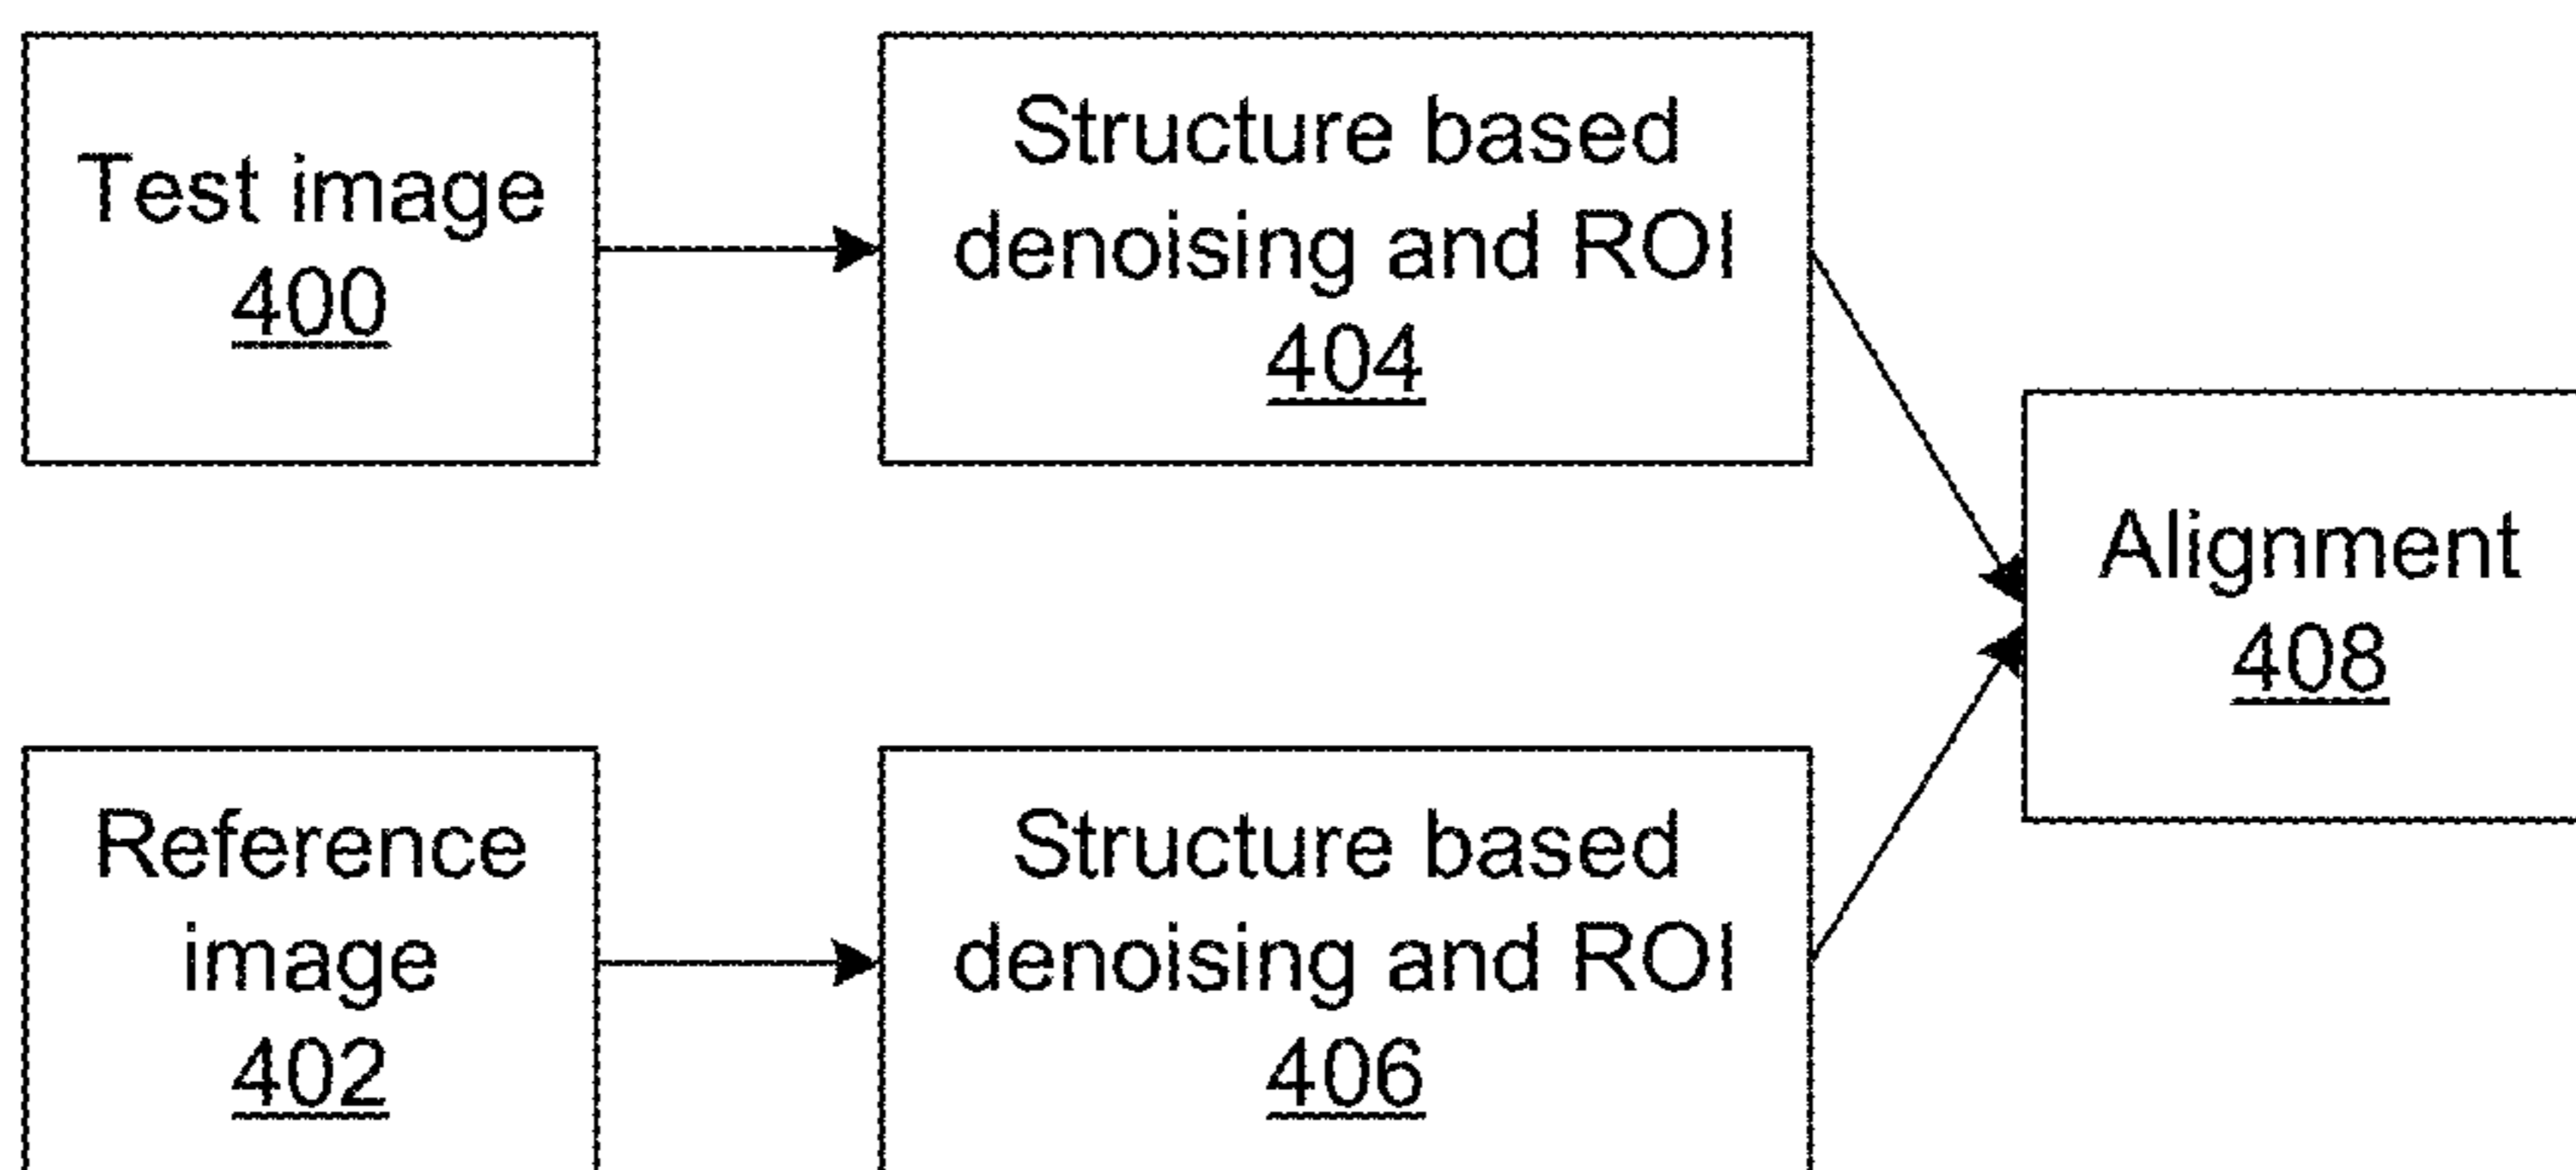 Test image
400
Structure based
denoising and ROI
404
Alignment
408
Reference
image
402
Structure based
denoising and ROI
406